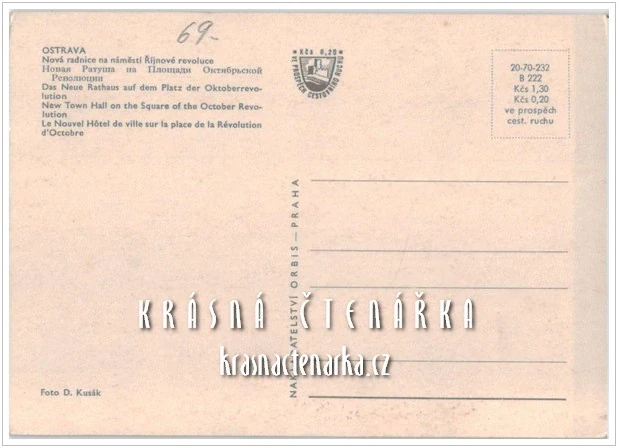 69-
OSTRAVA
Nová radnice na náměstí Říjnové revoluce
Новая Ратуша на Площади Октябрьской
Революции
Das Neue Rathaus auf dem Platz der Oktoberrevo-
lution
New Town Hall on the Square of the October Revo-
lution
Le Nouvel Hôtel de ville sur la place de la Révolution
d'Octobre
Kčs 0,20
VE PROSPĚCH CESTOVNÍHO RUCHU
20-70-232
B 222
Kčs 1,30
Kčs 0,20
ve prospěch
cest. ruchu
NAKLADATELSTVÍ ORBIS — PRAHA
KRÁSNÁ ČTENÁŘKA
krasnactenarka.cz
Foto D. Kusák